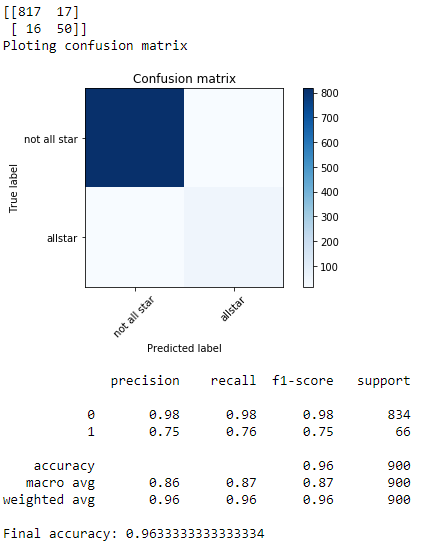 [[817  17]
 [ 16  50]]
Ploting confusion matrix
Confusion matrix
True label
not all star
allstar
not all star
allstar
Predicted label
800
700
600
500
400
300
200
100
precision recall f1-score support
0 0.98 0.98 0.98 834
1 0.75 0.76 0.75 66
accuracy 0.96 900
macro avg 0.86 0.87 0.87 900
weighted avg 0.96 0.96 0.96 900
Final accuracy: 0.9633333333333334